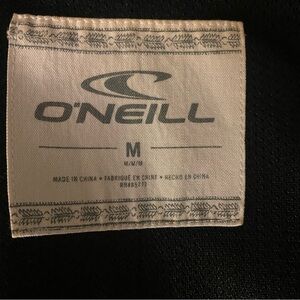 O'NEILL
M
M/M/M
MADE IN CHINA • FABRIQUÉ EN CHINE • HECHO EN CHINA